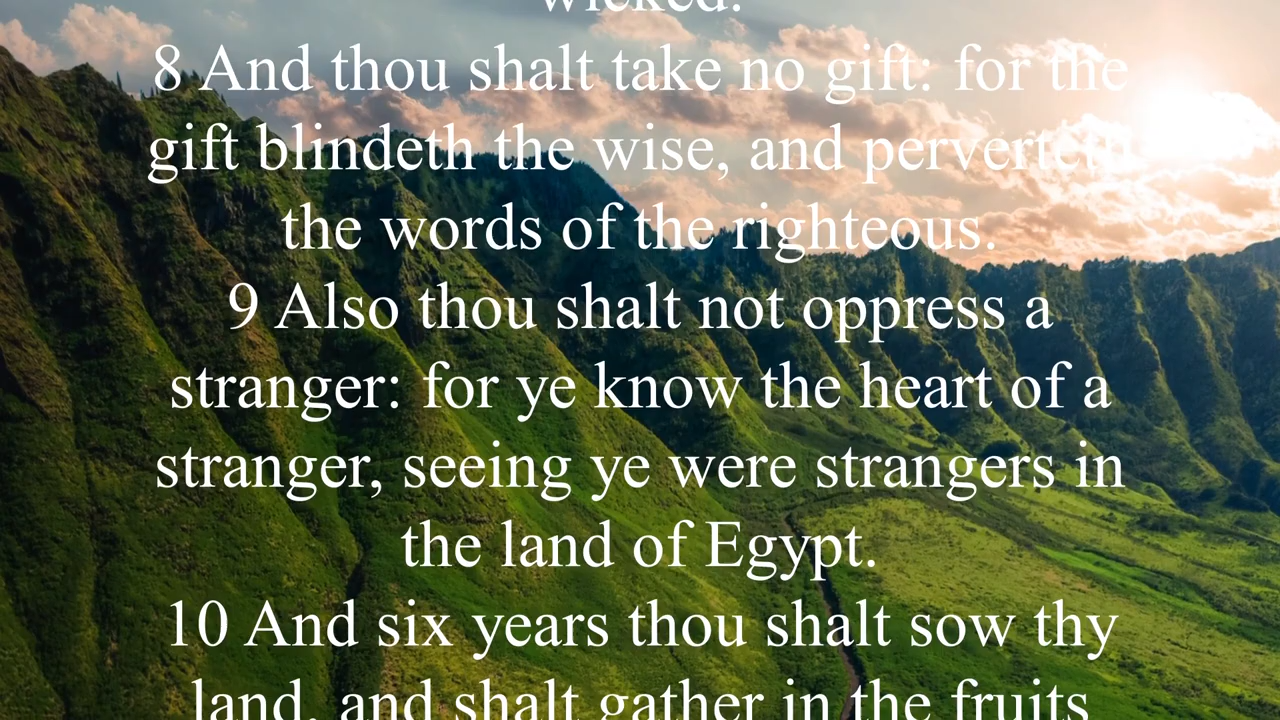 wicked.
8 And thou shalt take no gift: for the
gift blindeth the wise, and perverteth
the words of the righteous.
9 Also thou shalt not oppress a
stranger: for ye know the heart of a
stranger, seeing ye were strangers in
the land of Egypt.
10 And six years thou shalt sow thy
land, and shalt gather in the fruits